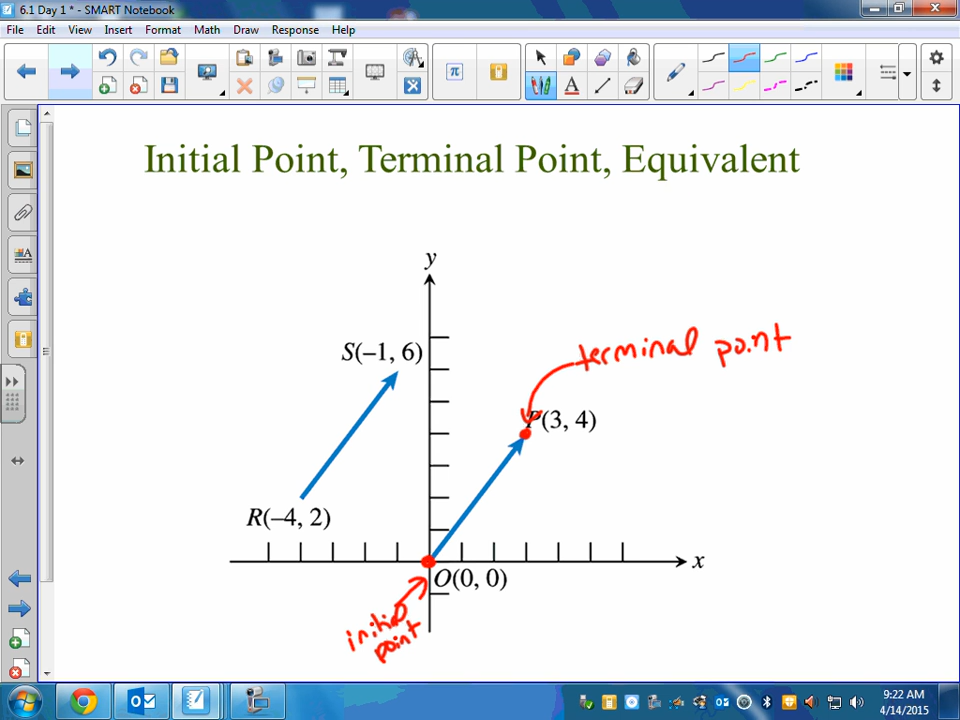 6.1 Day 1 * - SMART Notebook
File Edit View Insert Format Math Draw Response Help
Initial Point, Terminal Point, Equivalent
y
terminal point
S(–1, 6)
P(3, 4)
R(–4, 2)
x
O(0, 0)
initial
point
9:22 AM
4/14/2015